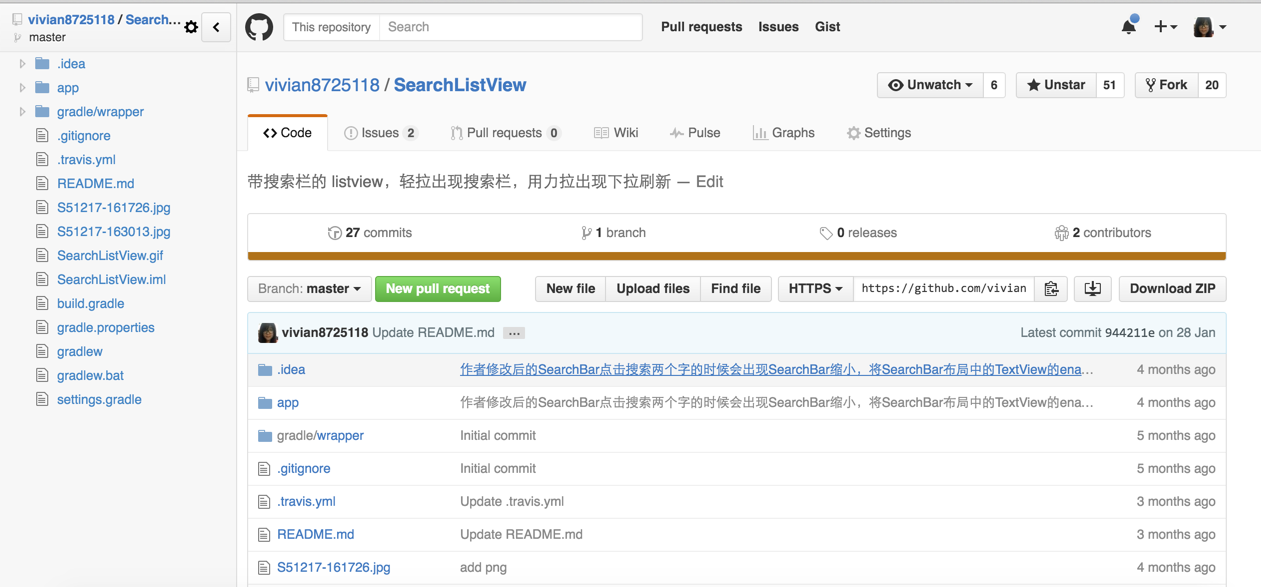 vivian8725118 / Search...
master
.idea
app
gradle/wrapper
.gitignore
.travis.yml
README.md
S51217-161726.jpg
S51217-163013.jpg
SearchListView.gif
SearchListView.iml
build.gradle
gradle.properties
gradlew
gradlew.bat
settings.gradle
This repository Search Pull requests Issues Gist
vivian8725118 / SearchListView Unwatch 6 Unstar 51 Fork 20
Code Issues 2 Pull requests 0 Wiki Pulse Graphs Settings
带搜索栏的 listview，轻拉出现搜索栏，用力拉出现下拉刷新 — Edit
27 commits 1 branch 0 releases 2 contributors
Branch: master New pull request New file Upload files Find file HTTPS https://github.com/vivian Download ZIP
vivian8725118 Update README.md ... Latest commit 944211e on 28 Jan
.idea 作者修改后的SearchBar点击搜索两个字的时候会出现SearchBar缩小，将SearchBar布局中的TextView的ena... 4 months ago
app 作者修改后的SearchBar点击搜索两个字的时候会出现SearchBar缩小，将SearchBar布局中的TextView的ena... 4 months ago
gradle/wrapper Initial commit 5 months ago
.gitignore Initial commit 5 months ago
.travis.yml Update .travis.yml 3 months ago
README.md Update README.md 3 months ago
S51217-161726.jpg add png 4 months ago